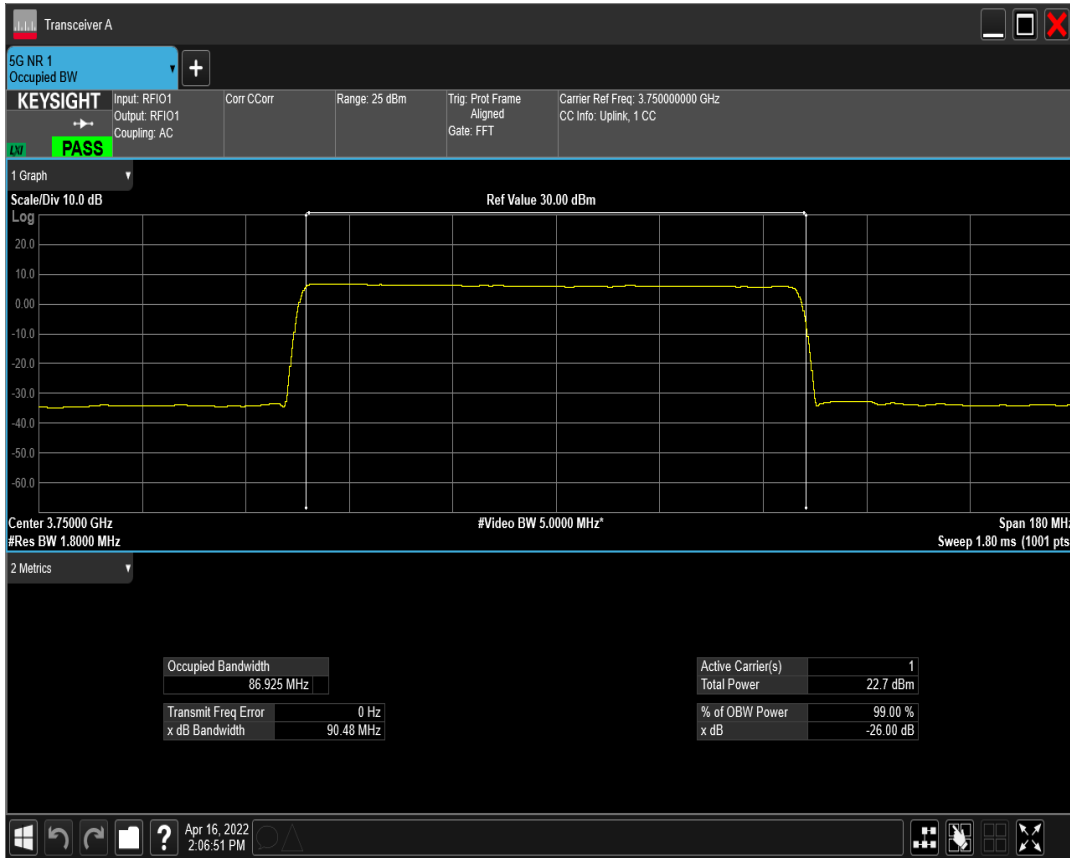 Transceiver A
5G NR 1
Occupied BW
KEYSIGHT
LXI
PASS
Input: RFIO1
Output: RFIO1
Coupling: AC
Corr CCorr
Range: 25 dBm
Trig: Prot Frame
Aligned
Gate: FFT
Carrier Ref Freq: 3.750000000 GHz
CC Info: Uplink, 1 CC
1 Graph
Scale/Div 10.0 dB
Ref Value 30.00 dBm
Log
20.0
10.0
0.00
-10.0
-20.0
-30.0
-40.0
-50.0
-60.0
Center 3.75000 GHz
#Video BW 5.0000 MHz*
Span 180 MHz
#Res BW 1.8000 MHz
Sweep 1.80 ms (1001 pts
2 Metrics
Occupied Bandwidth
86.925 MHz
Transmit Freq Error 0 Hz
x dB Bandwidth 90.48 MHz
Active Carrier(s) 1
Total Power 22.7 dBm
% of OBW Power 99.00 %
x dB -26.00 dB
?
Apr 16, 2022
2:06:51 PM